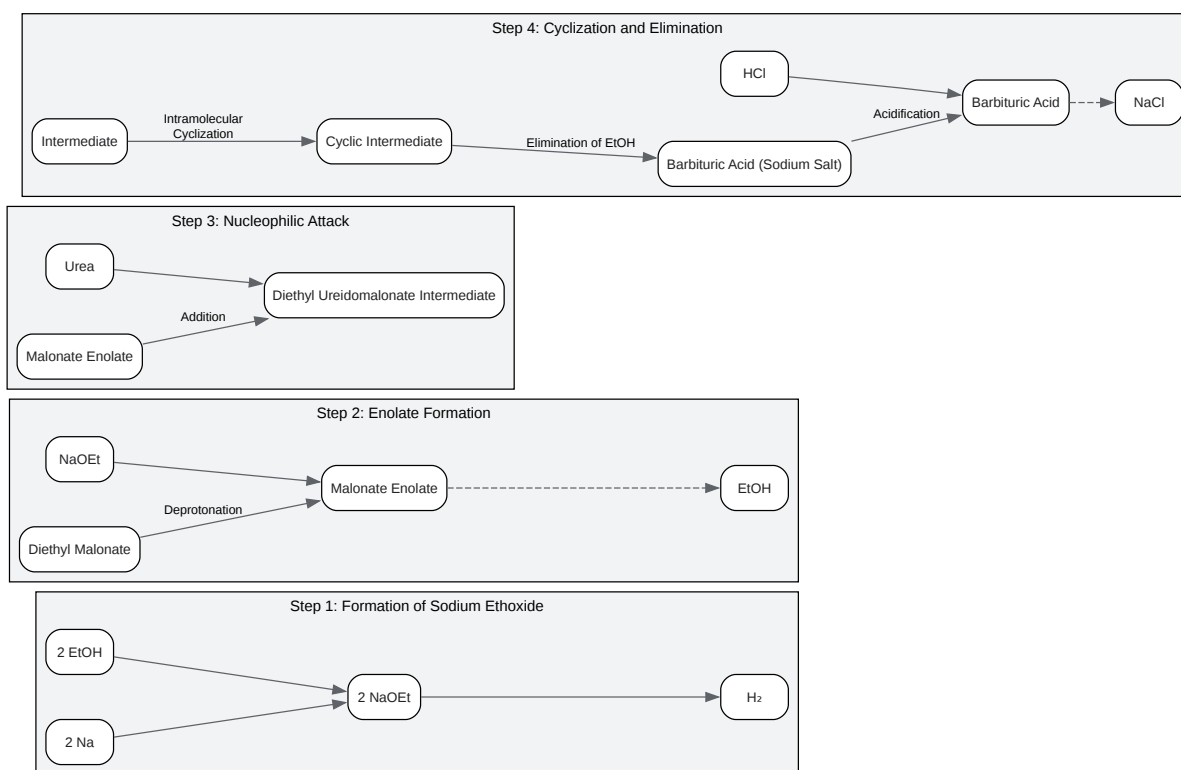 Step 4: Cyclization and Elimination
HCl
Barbituric Acid
NaCl
Acidification
Intramolecular
Cyclization
Intermediate
Cyclic Intermediate
Elimination of EtOH
Barbituric Acid (Sodium Salt)
Step 3: Nucleophilic Attack
Urea
Diethyl Ureidomalonate Intermediate
Addition
Malonate Enolate
Step 2: Enolate Formation
NaOEt
Malonate Enolate
EtOH
Deprotonation
Diethyl Malonate
Step 1: Formation of Sodium Ethoxide
2 EtOH
2 NaOEt
H₂
2 Na